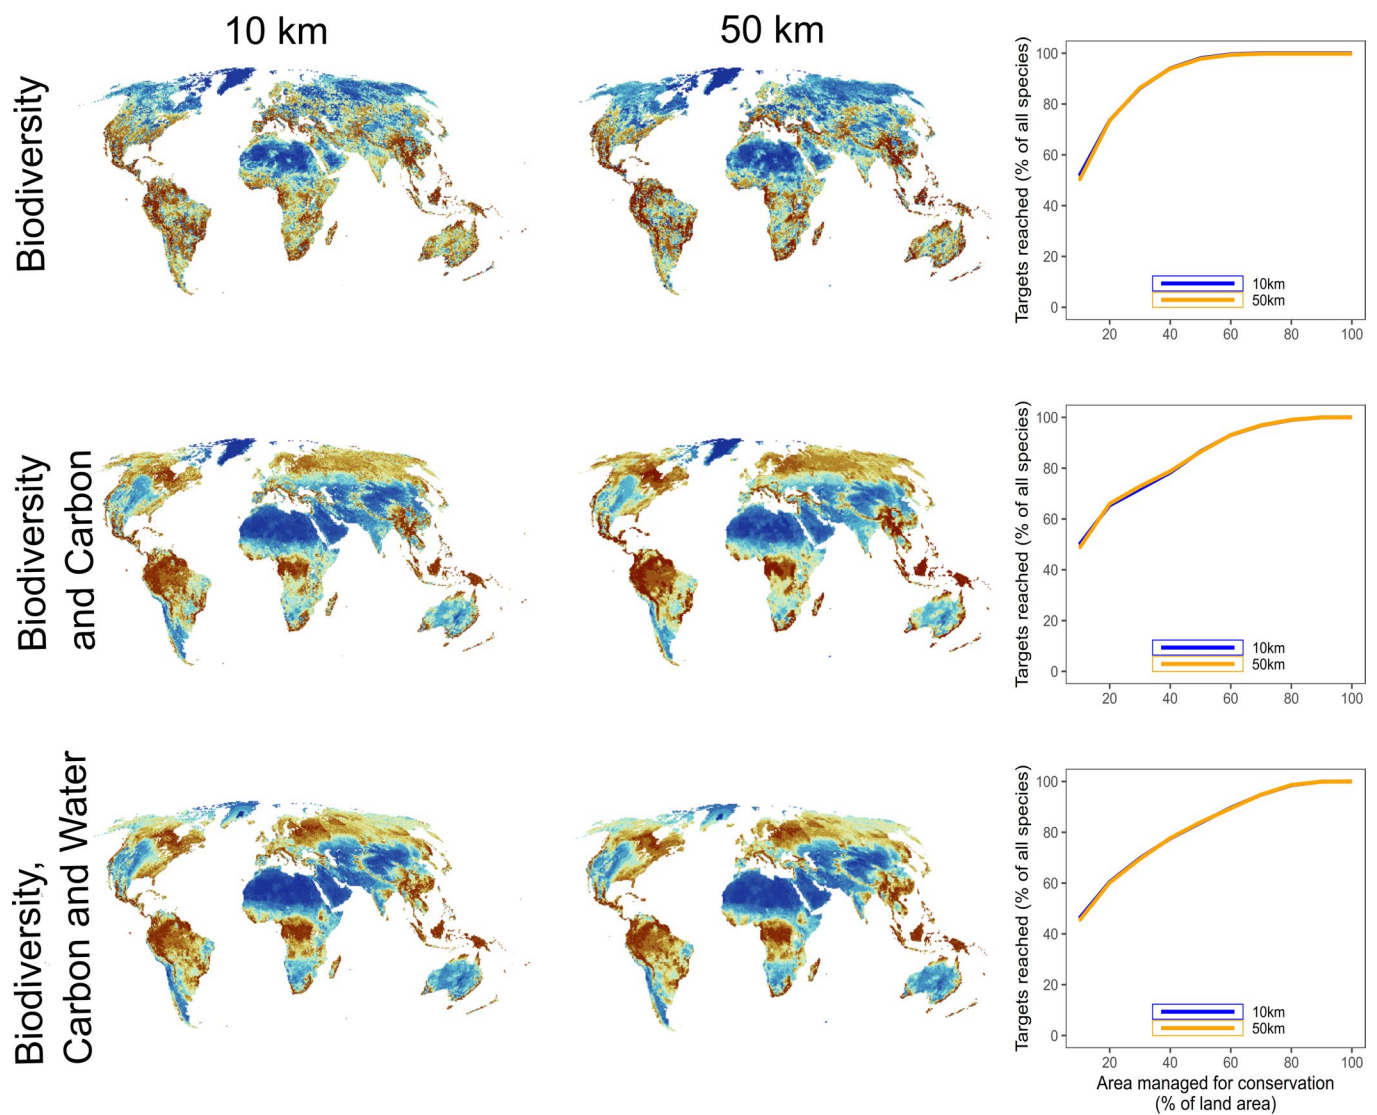 10 km
50 km
Biodiversity
Targets reached (% of all species)
100
80
60
40
20
0
10km
50km
20 40 60 80 100
Biodiversity
and Carbon
Targets reached (% of all species)
100
80
60
40
20
0
10km
50km
20 40 60 80 100
Biodiversity,
Carbon and Water
Targets reached (% of all species)
100
80
60
40
20
0
10km
50km
20 40 60 80 100
Area managed for conservation
(% of land area)